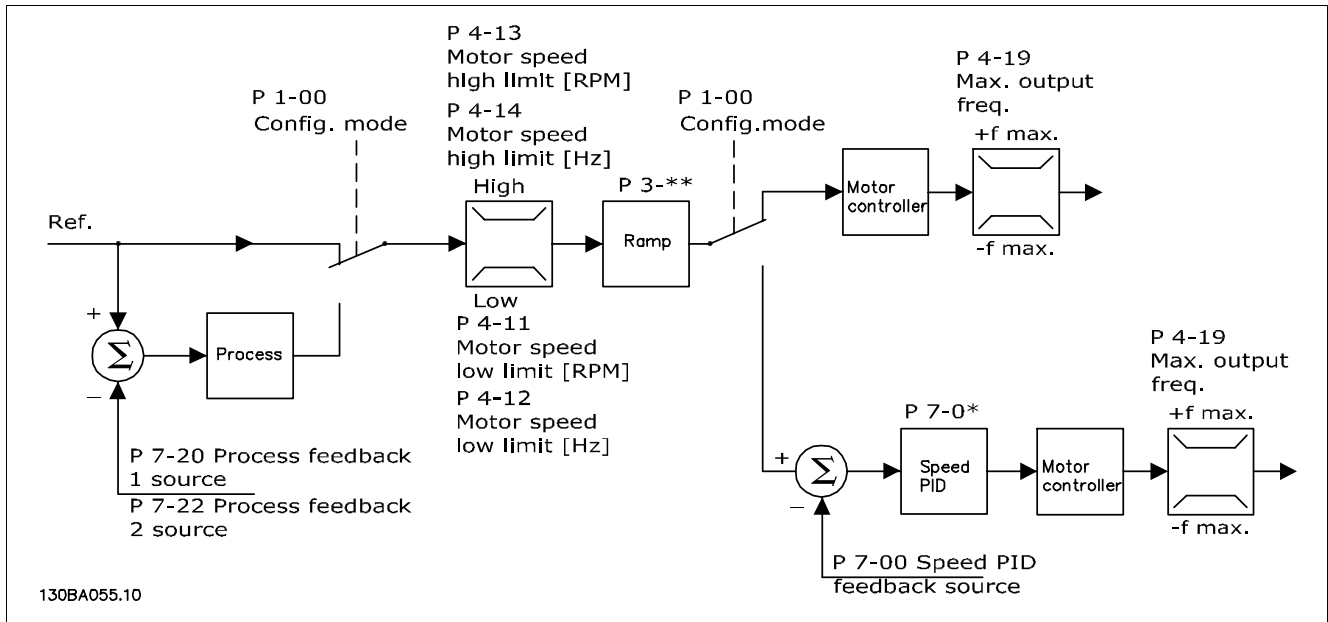 P 4-13
Motor speed
high limit [RPM]
P 4-14
Motor speed
high limit [Hz]
High
P 1-00
Config. mode
P 3-**
P 1-00
Config.mode
P 4-19
Max. output
freq.
+f max.
-f max.
Motor
controller
Ramp
Ref.
+
Σ
−
Process
Low
P 4-11
Motor speed
low limit [RPM]
P 4-12
Motor speed
low limit [Hz]
P 7-20 Process feedback
1 source
P 7-22 Process feedback
2 source
+
Σ
−
P 7-0*
Speed
PID
Motor
controller
P 4-19
Max. output
freq.
+f max.
-f max.
P 7-00 Speed PID
feedback source
130BA055.10